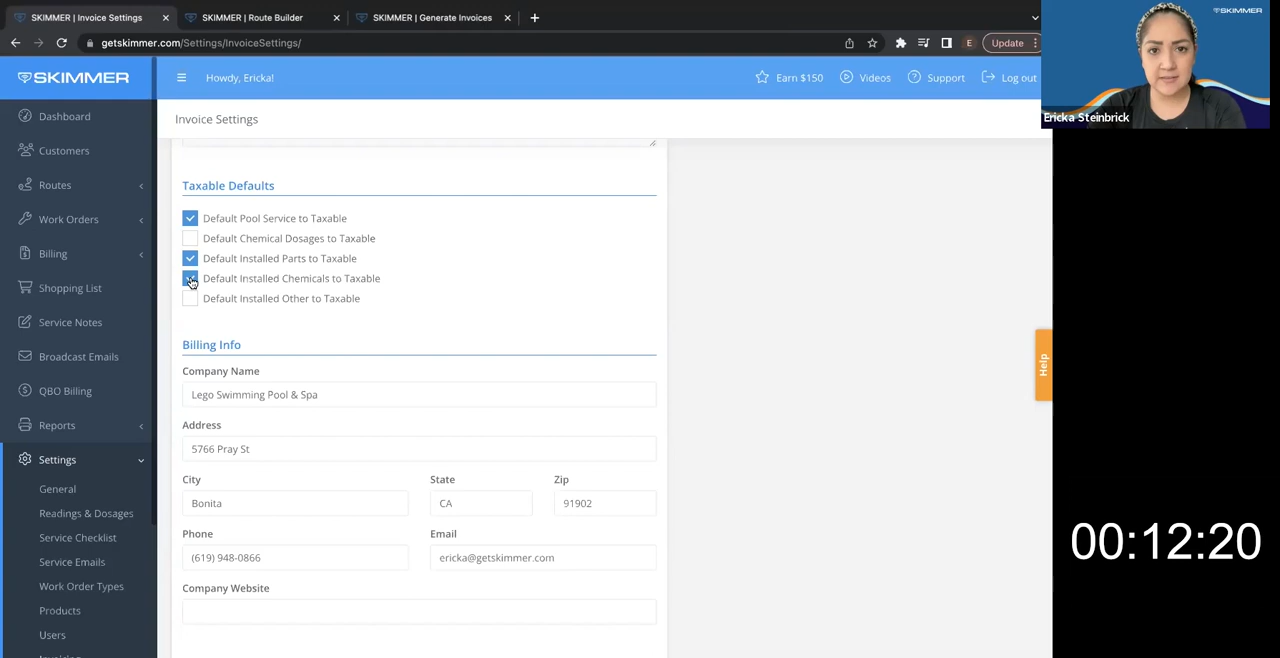 SKIMMER | Invoice Settings
SKIMMER | Route Builder
SKIMMER | Generate Invoices
getskimmer.com/Settings/InvoiceSettings/
E
Update
SKIMMER
Ericka Steinbrick
SKIMMER
Howdy, Ericka!
Earn $150
Videos
Support
Log out
Invoice Settings
Dashboard
Customers
Routes
Work Orders
Billing
Shopping List
Service Notes
Broadcast Emails
QBO Billing
Reports
Settings
General
Readings & Dosages
Service Checklist
Service Emails
Work Order Types
Products
Users
Taxable Defaults
Default Pool Service to Taxable
Default Chemical Dosages to Taxable
Default Installed Parts to Taxable
Default Installed Chemicals to Taxable
Default Installed Other to Taxable
Billing Info
Company Name
Lego Swimming Pool & Spa
Address
5766 Pray St
City
State
Zip
Bonita
CA
91902
Phone
Email
(619) 948-0866
ericka@getskimmer.com
Company Website
Help
00:12:20